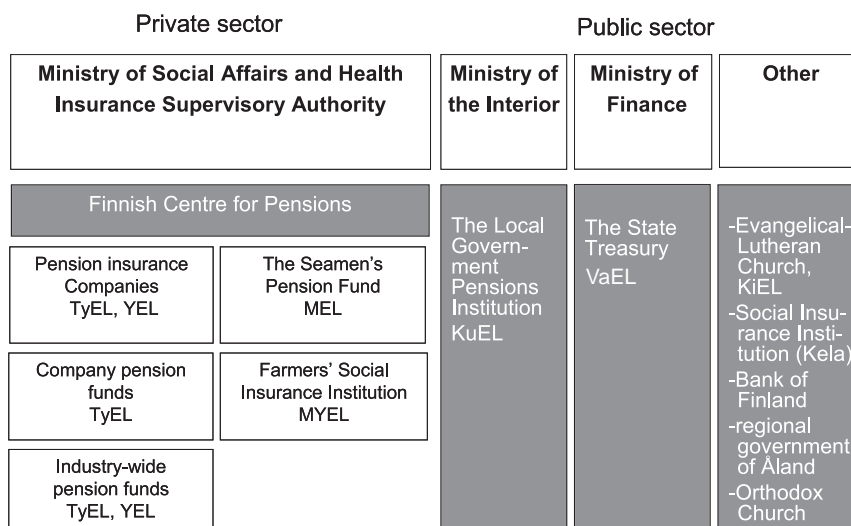 Private sector
Public sector
Ministry of Social Affairs and Health
Insurance Supervisory Authority
Ministry of
the Interior
Ministry of
Finance
Other
Finnish Centre for Pensions
Pension insurance
Companies
TyEL, YEL
The Seamen's
Pension Fund
MEL
Company pension
funds
TyEL
Farmers' Social
Insurance Institution
MYEL
Industry-wide
pension funds
TyEL, YEL
The Local
Govern-
ment
Pensions
Institution
KuEL
The State
Treasury
VaEL
-Evangelical-
Lutheran
Church,
KiEL
-Social Insu-
rance Insti-
tution (Kela)
-Bank of
Finland
-regional
government
of Åland
-Orthodox
Church